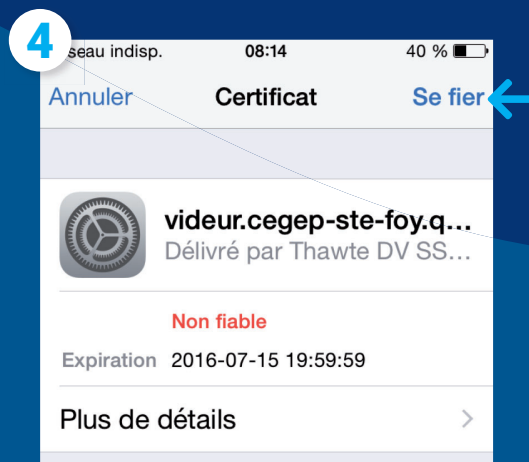 4
seau indisp. 08:14 40 %
Annuler Certificat Se fier
videur.cegep-ste-foy.q...
Délivré par Thawte DV SS...
Non fiable
Expiration 2016-07-15 19:59:59
Plus de détails